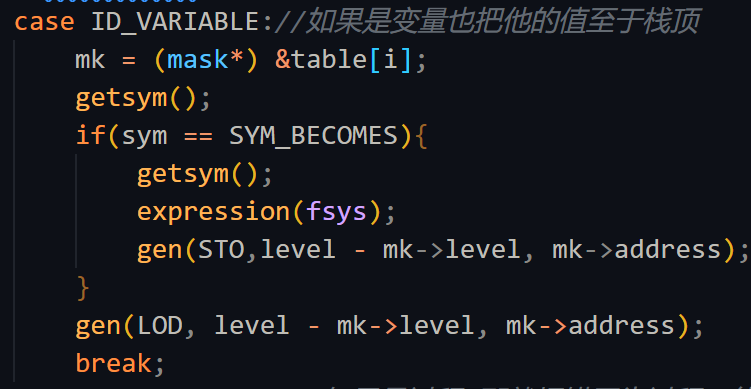 case ID_VARIABLE://如果是变量也把他的值至于栈顶
mk = (mask*) &table[i];
getsym();
if(sym == SYM_BECOMES){
getsym();
expression(fsys);
gen(STO,level - mk->level, mk->address);
}
gen(LOD, level - mk->level, mk->address);
break;